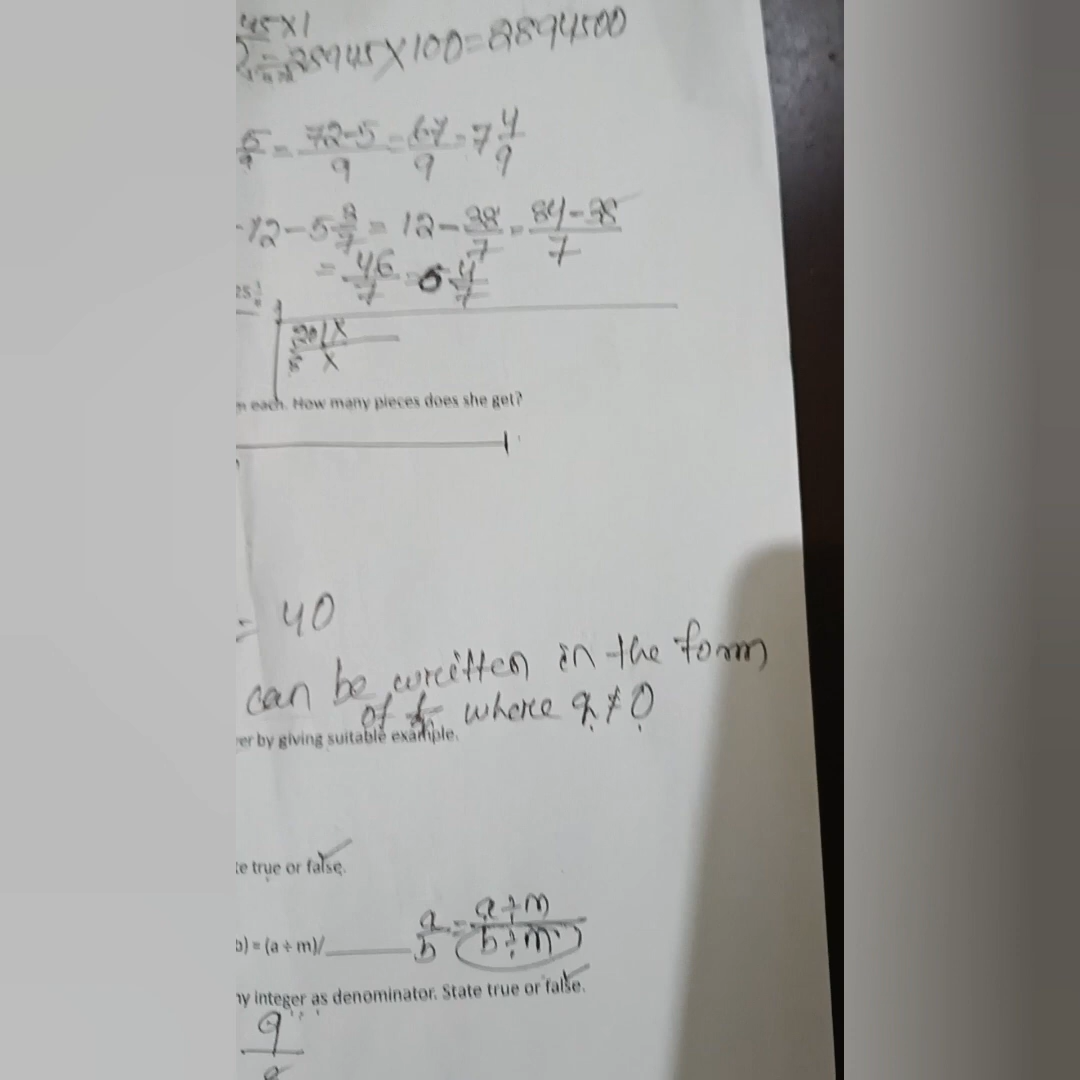 45×1
28945×100=2894500
5/9 = 72-5/9 = 67/9 = 7 4/9
-12-5 3/7 = 12-38/7 = 84-38/7
= 46/7 = 6 4/7
n each. How many pieces does she get?
= 40
can be written in the form
of where q ≠ 0
er by giving suitable example.
te true or false.
a/b = a÷m/b÷m
b) = (a ÷ m)/________
ny integer as denominator. State true or false.
9